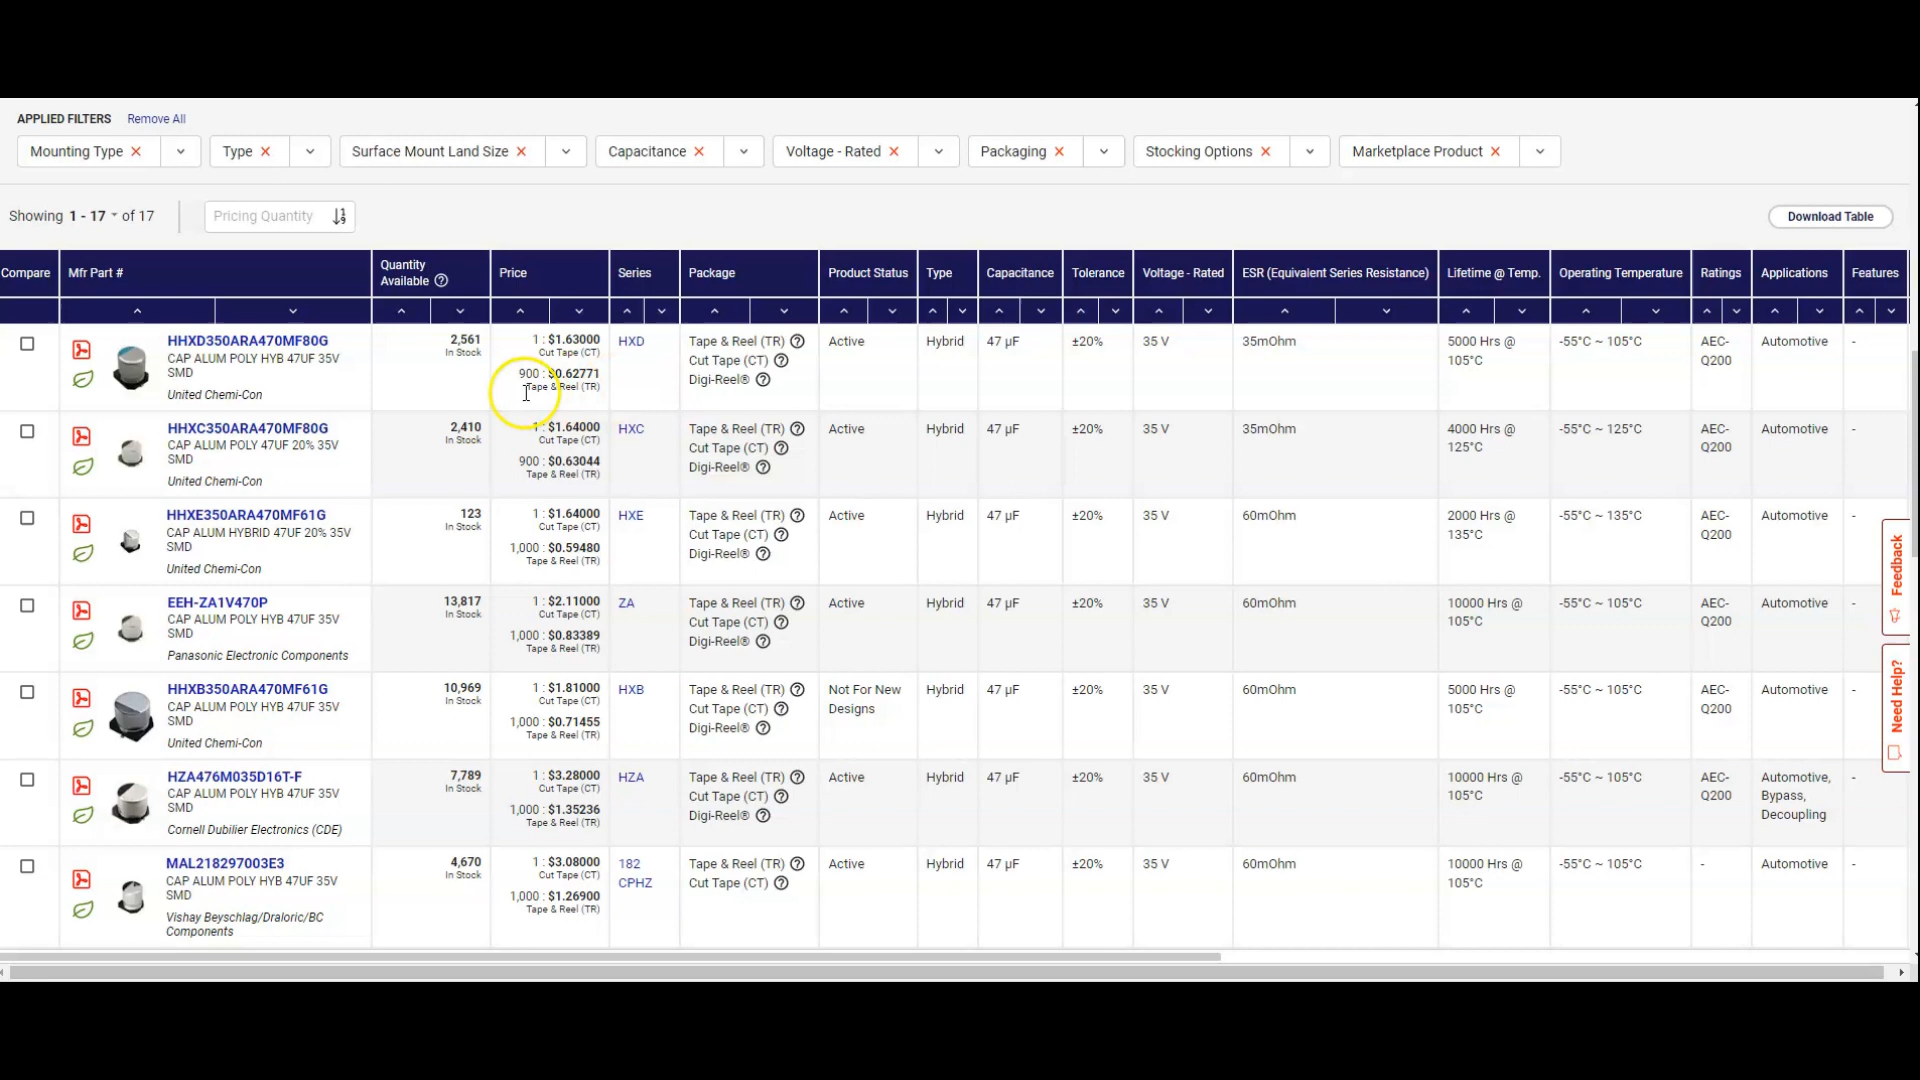 APPLIED FILTERS Remove All
Mounting Type Type Surface Mount Land Size Capacitance Voltage - Rated Packaging Stocking Options Marketplace Product
Showing 1 - 17 of 17 Pricing Quantity Download Table
Compare Mfr Part # Quantity Available Price Series Package Product Status Type Capacitance Tolerance Voltage - Rated ESR (Equivalent Series Resistance) Lifetime @ Temp. Operating Temperature Ratings Applications Features
HHXD350ARA470MF80G 2,561 1 : $1.63000 HXD Tape & Reel (TR) Active Hybrid 47 µF ±20% 35 V 35mOhm 5000 Hrs @ -55°C ~ 105°C AEC- Automotive -
CAP ALUM POLY HYB 47UF 35V In Stock Cut Tape (CT) Cut Tape (CT) 105°C Q200
SMD 900 : $0.62771 Digi-Reel®
United Chemi-Con Tape & Reel (TR)
HHXC350ARA470MF80G 2,410 1 : $1.64000 HXC Tape & Reel (TR) Active Hybrid 47 µF ±20% 35 V 35mOhm 4000 Hrs @ -55°C ~ 125°C AEC- Automotive -
CAP ALUM POLY 47UF 20% 35V In Stock Cut Tape (CT) Cut Tape (CT) 125°C Q200
SMD 900 : $0.63044 Digi-Reel®
United Chemi-Con Tape & Reel (TR)
HHXE350ARA470MF61G 123 1 : $1.64000 HXE Tape & Reel (TR) Active Hybrid 47 µF ±20% 35 V 60mOhm 2000 Hrs @ -55°C ~ 135°C AEC- Automotive -
CAP ALUM HYBRID 47UF 20% 35V In Stock Cut Tape (CT) Cut Tape (CT) 135°C Q200
SMD 1,000 : $0.59480 Digi-Reel®
United Chemi-Con Tape & Reel (TR)
EEH-ZA1V470P 13,817 1 : $2.11000 ZA Tape & Reel (TR) Active Hybrid 47 µF ±20% 35 V 60mOhm 10000 Hrs @ -55°C ~ 105°C AEC- Automotive -
CAP ALUM POLY HYB 47UF 35V In Stock Cut Tape (CT) Cut Tape (CT) 105°C Q200
SMD 1,000 : $0.83389 Digi-Reel®
Panasonic Electronic Components Tape & Reel (TR)
HHXB350ARA470MF61G 10,969 1 : $1.81000 HXB Tape & Reel (TR) Not For New Hybrid 47 µF ±20% 35 V 60mOhm 5000 Hrs @ -55°C ~ 105°C AEC- Automotive -
CAP ALUM POLY HYB 47UF 35V In Stock Cut Tape (CT) Cut Tape (CT) Designs 105°C Q200
SMD 1,000 : $0.71455 Digi-Reel®
United Chemi-Con Tape & Reel (TR)
HZA476M035D16T-F 7,789 1 : $3.28000 HZA Tape & Reel (TR) Active Hybrid 47 µF ±20% 35 V 60mOhm 10000 Hrs @ -55°C ~ 105°C AEC- Automotive, -
CAP ALUM POLY HYB 47UF 35V In Stock Cut Tape (CT) Cut Tape (CT) 105°C Q200 Bypass,
SMD 1,000 : $1.35236 Digi-Reel® Decoupling
Cornell Dubilier Electronics (CDE) Tape & Reel (TR)
MAL218297003E3 4,670 1 : $3.08000 182 Tape & Reel (TR) Active Hybrid 47 µF ±20% 35 V 60mOhm 10000 Hrs @ -55°C ~ 105°C - Automotive -
CAP ALUM POLY HYB 47UF 35V In Stock Cut Tape (CT) CPHZ Cut Tape (CT) 105°C
SMD 1,000 : $1.26900
Vishay Beyschlag/Draloric/BC Tape & Reel (TR)
Components
Feedback
Need Help?